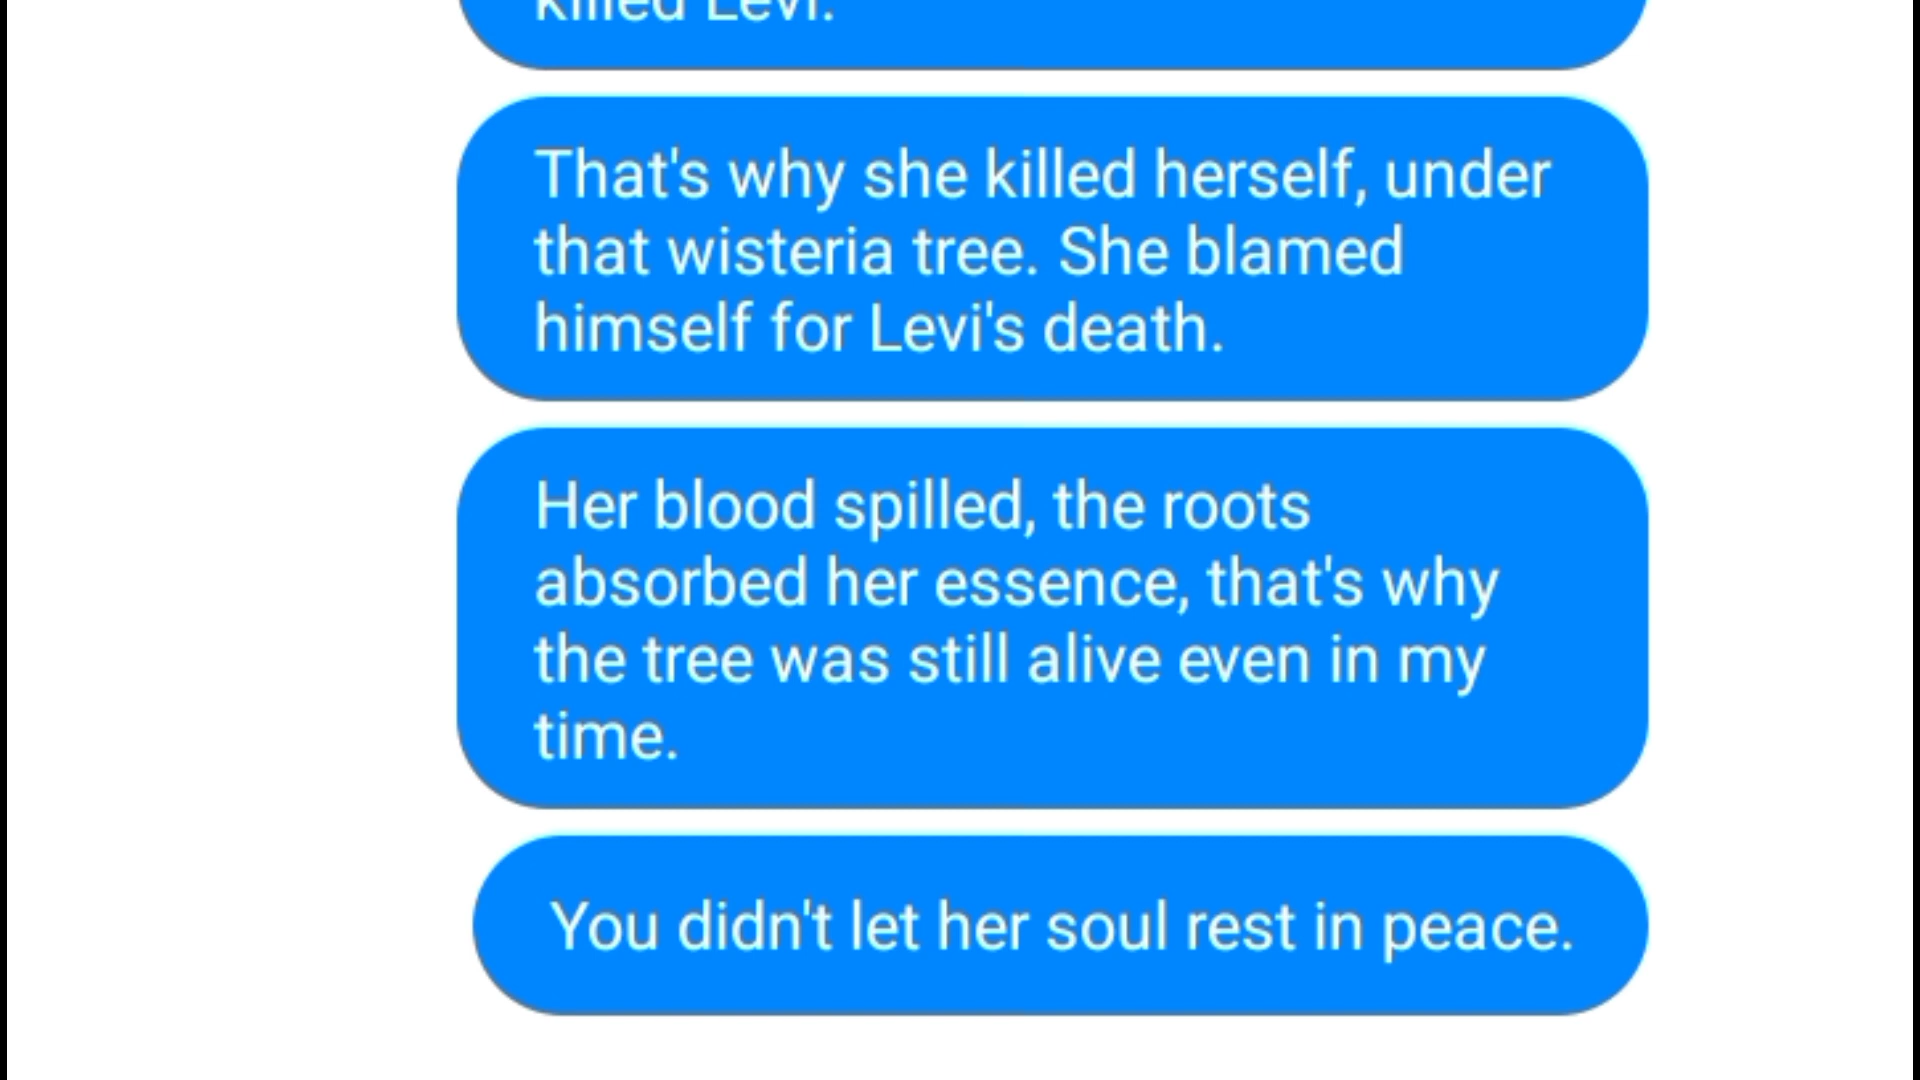 killed Levi.
That's why she killed herself, under
that wisteria tree. She blamed
himself for Levi's death.
Her blood spilled, the roots
absorbed her essence, that's why
the tree was still alive even in my
time.
You didn't let her soul rest in peace.